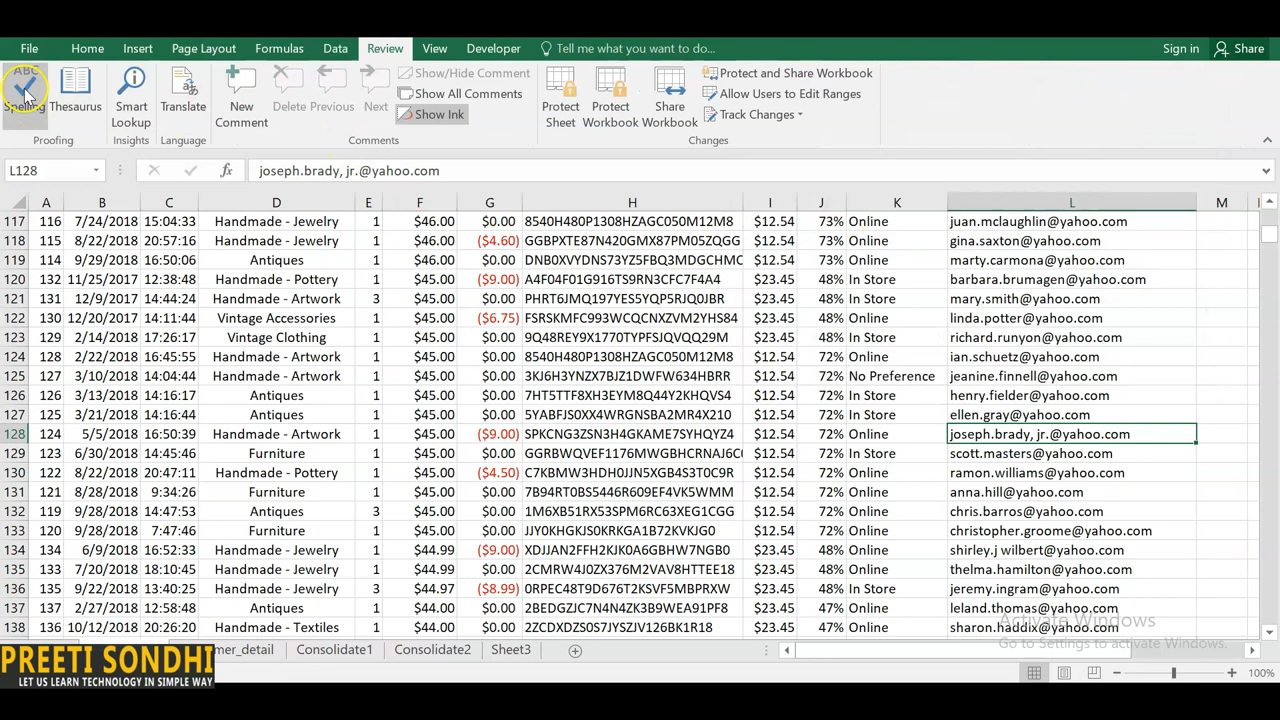 File Home Insert Page Layout Formulas Data Review View Developer Tell me what you want to do... Sign in Share
ABC Spelling Thesaurus Smart Lookup Translate New Comment Delete Previous Next Show/Hide Comment Show All Comments Show Ink Protect Sheet Protect Workbook Share Workbook Protect and Share Workbook Allow Users to Edit Ranges Track Changes
Proofing Insights Language Comments Changes
L128 fx joseph.brady, jr.@yahoo.com
A B C D E F G H I J K L M
117 116 7/24/2018 15:04:33 Handmade - Jewelry 1 $46.00 $0.00 8540H480P1308HZAGC050M12M8 $12.54 73% Online juan.mclaughlin@yahoo.com
118 115 8/22/2018 20:57:16 Handmade - Jewelry 1 $46.00 ($4.60) GGBPXTE87N420GMX87PM05ZQGG $12.54 73% Online gina.saxton@yahoo.com
119 114 9/29/2018 16:50:06 Antiques 1 $46.00 $0.00 DNB0XVYDNS73YZ5FBQ3MDGCHMC $12.54 73% Online marty.carmona@yahoo.com
120 132 11/25/2017 12:38:48 Handmade - Pottery 1 $45.00 ($9.00) A4F04F01G916TS9RN3CFC7F4A4 $23.45 48% In Store barbara.brumagen@yahoo.com
121 131 12/9/2017 14:44:24 Handmade - Artwork 3 $45.00 $0.00 PHRT6JMQ197YES5YQP5RJQ0JBR $23.45 48% In Store mary.smith@yahoo.com
122 130 12/20/2017 14:11:44 Vintage Accessories 1 $45.00 ($6.75) FSRSKMFC993WCQCNXZVM2YHS84 $23.45 48% In Store linda.potter@yahoo.com
123 129 2/14/2018 17:26:17 Vintage Clothing 1 $45.00 $0.00 9Q48REY9X1770TYPFSJQVQQ29M $23.45 48% In Store richard.runyon@yahoo.com
124 128 2/22/2018 16:45:55 Handmade - Artwork 1 $45.00 $0.00 8540H480P1308HZAGC050M12M8 $12.54 72% Online ian.schuetz@yahoo.com
125 127 3/10/2018 14:04:44 Handmade - Artwork 1 $45.00 $0.00 3KJ6H3YNZX7BJZ1DWFW634HBRR $12.54 72% No Preference jeanine.finnell@yahoo.com
126 126 3/13/2018 14:16:17 Antiques 1 $45.00 $0.00 7HT5TTF8XH3EYM8Q44Y2KHQVS4 $12.54 72% In Store henry.fielder@yahoo.com
127 125 3/21/2018 14:16:44 Antiques 1 $45.00 $0.00 5YABFJS0XX4WRGNSBA2MR4X210 $12.54 72% In Store ellen.gray@yahoo.com
128 124 5/5/2018 16:50:39 Handmade - Artwork 1 $45.00 ($9.00) SPKCNG3ZSN3H4GKAME7SYHQYZ4 $12.54 72% Online joseph.brady, jr.@yahoo.com
129 123 6/30/2018 14:45:46 Furniture 1 $45.00 $0.00 GGRBWQVEF1176MWGBHRCNAJ6C $12.54 72% In Store scott.masters@yahoo.com
130 122 8/22/2018 20:47:11 Handmade - Pottery 1 $45.00 ($4.50) C7KBMW3HDH0JJN5XGB4S3T0C9R $12.54 72% Online ramon.williams@yahoo.com
131 121 8/28/2018 9:34:26 Furniture 1 $45.00 $0.00 7B94RT0BS5446R609EF4VK5WMM $12.54 72% Online anna.hill@yahoo.com
132 119 9/28/2018 14:47:53 Antiques 3 $45.00 $0.00 1M6XB51RX53SPM6RC63XEG1CRB $12.54 72% Online chris.barros@yahoo.com
133 120 9/28/2018 7:47:46 Furniture 1 $45.00 $0.00 JJY0KHGKJS0KRKGA1B72KVKJG0 $12.54 72% Online christopher.groome@yahoo.com
134 134 6/9/2018 16:52:33 Handmade - Jewelry 1 $44.99 ($9.00) XDJJAN2FFH2KJK0A6GBHW7NGB0 $23.45 48% Online shirley.j wilbert@yahoo.com
135 133 7/20/2018 18:10:45 Handmade - Jewelry 1 $44.99 $0.00 2CMRW4J0ZX376M2VAV7TEW7FZR $23.45 48% Online thelma.hamilton@yahoo.com
136 135 9/22/2018 13:40:25 Handmade - Jewelry 3 $44.97 ($8.99) 0RPEC48T9D676T2KSVF5MBPRXW $23.45 48% In Store jeremy.ingram@yahoo.com
137 137 2/27/2018 12:58:48 Antiques 1 $44.00 $0.00 2BEDGZJC7N4N4ZK3B9WEA91PF8 $23.45 47% Online leland.thomas@yahoo.com
138 136 10/12/2018 20:26:20 Handmade - Textiles 1 $44.00 $0.00 2ZCDXDZS0S7JYSZJV126BK1R18 $23.45 47% Online sharon.haddix@yahoo.com
Activate Windows
Go to Settings to activate Windows.
mer_detail Condlidate1 Consolidate2 Sheet3
PREETI SONDHI
LET US LEARN TECHNOLOGY IN SIMPLE WAY
100%